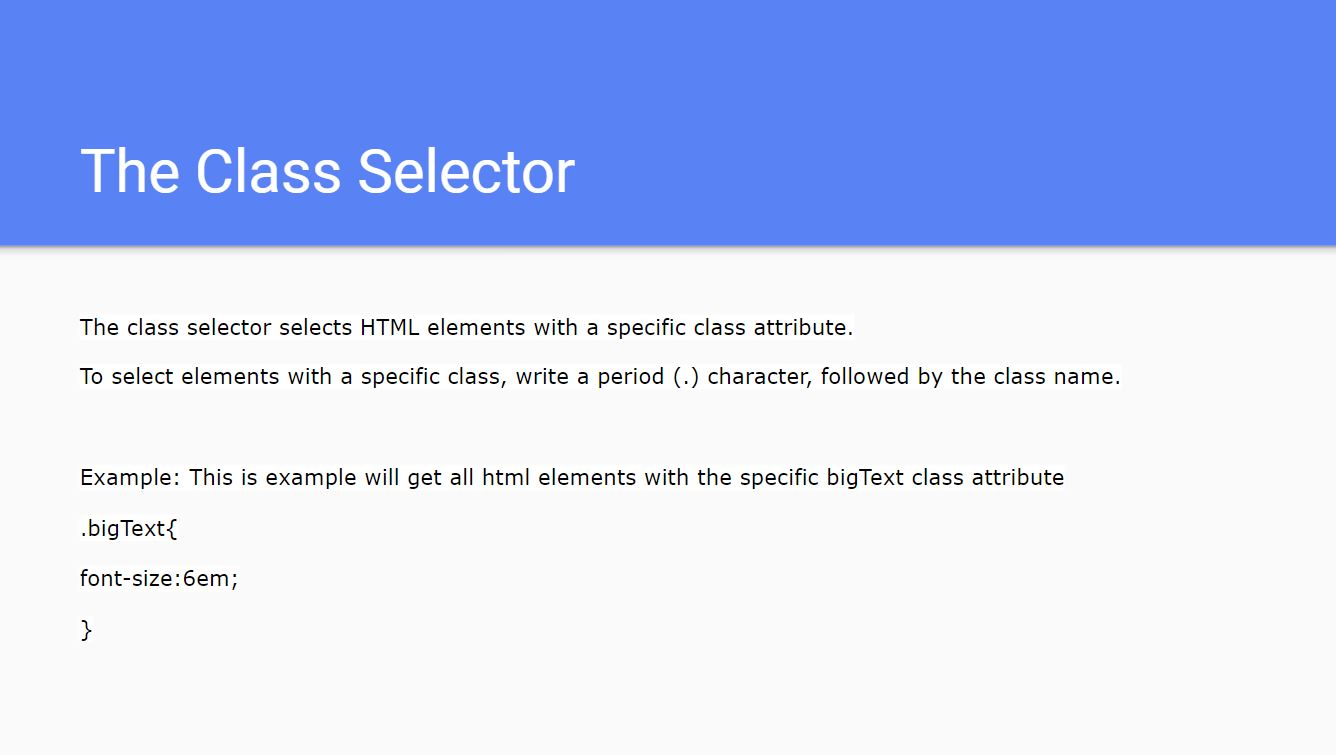 The Class Selector
The class selector selects HTML elements with a specific class attribute.
To select elements with a specific class, write a period (.) character, followed by the class name.
Example: This is example will get all html elements with the specific bigText class attribute
.bigText{
font-size:6em;
}